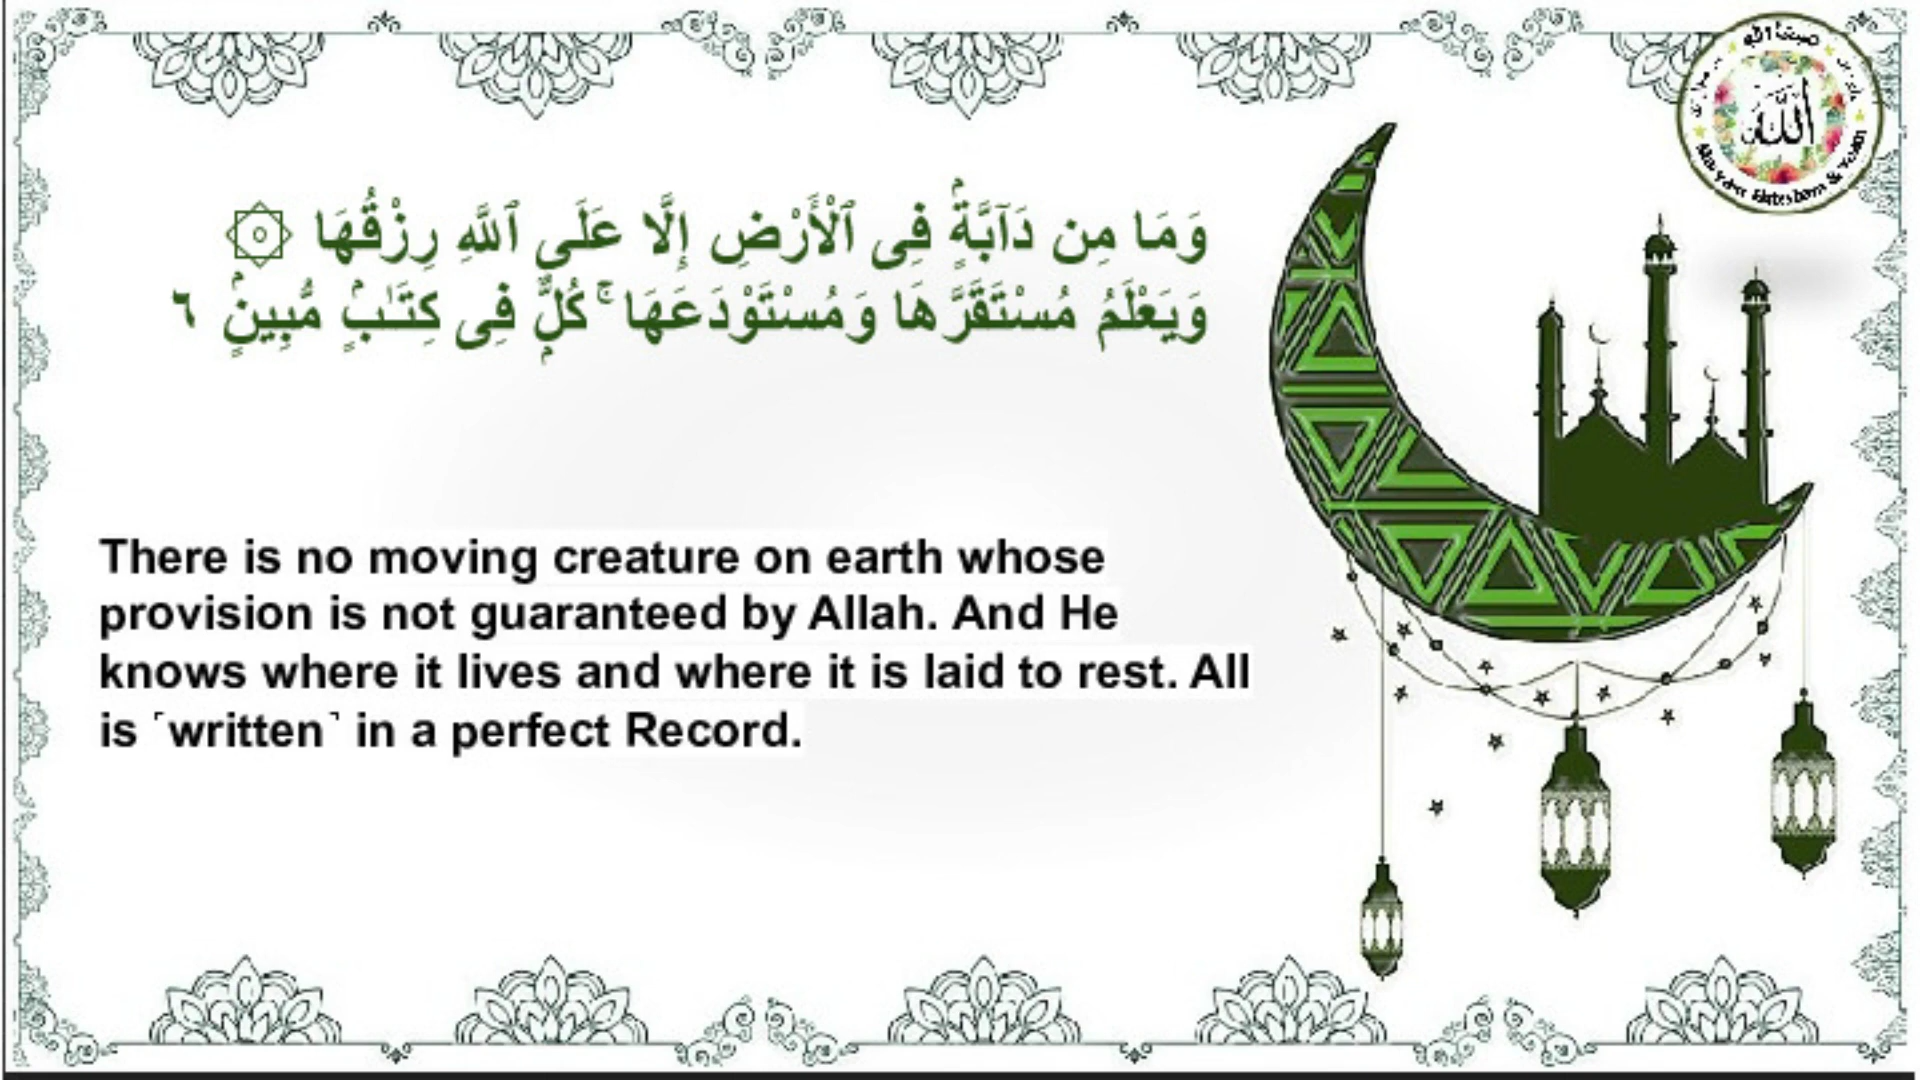 ۞ وَمَا مِن دَآبَّةٍۢ فِى ٱلْأَرْضِ إِلَّا عَلَى ٱللَّهِ رِزْقُهَا
وَيَعْلَمُ مُسْتَقَرَّهَا وَمُسْتَوْدَعَهَا ۚ كُلٌّۭ فِى كِتَـٰبٍۢ مُّبِينٍۢ ٦
There is no moving creature on earth whose
provision is not guaranteed by Allah. And He
knows where it lives and where it is laid to rest. All
is ˹written˺ in a perfect Record.
الله